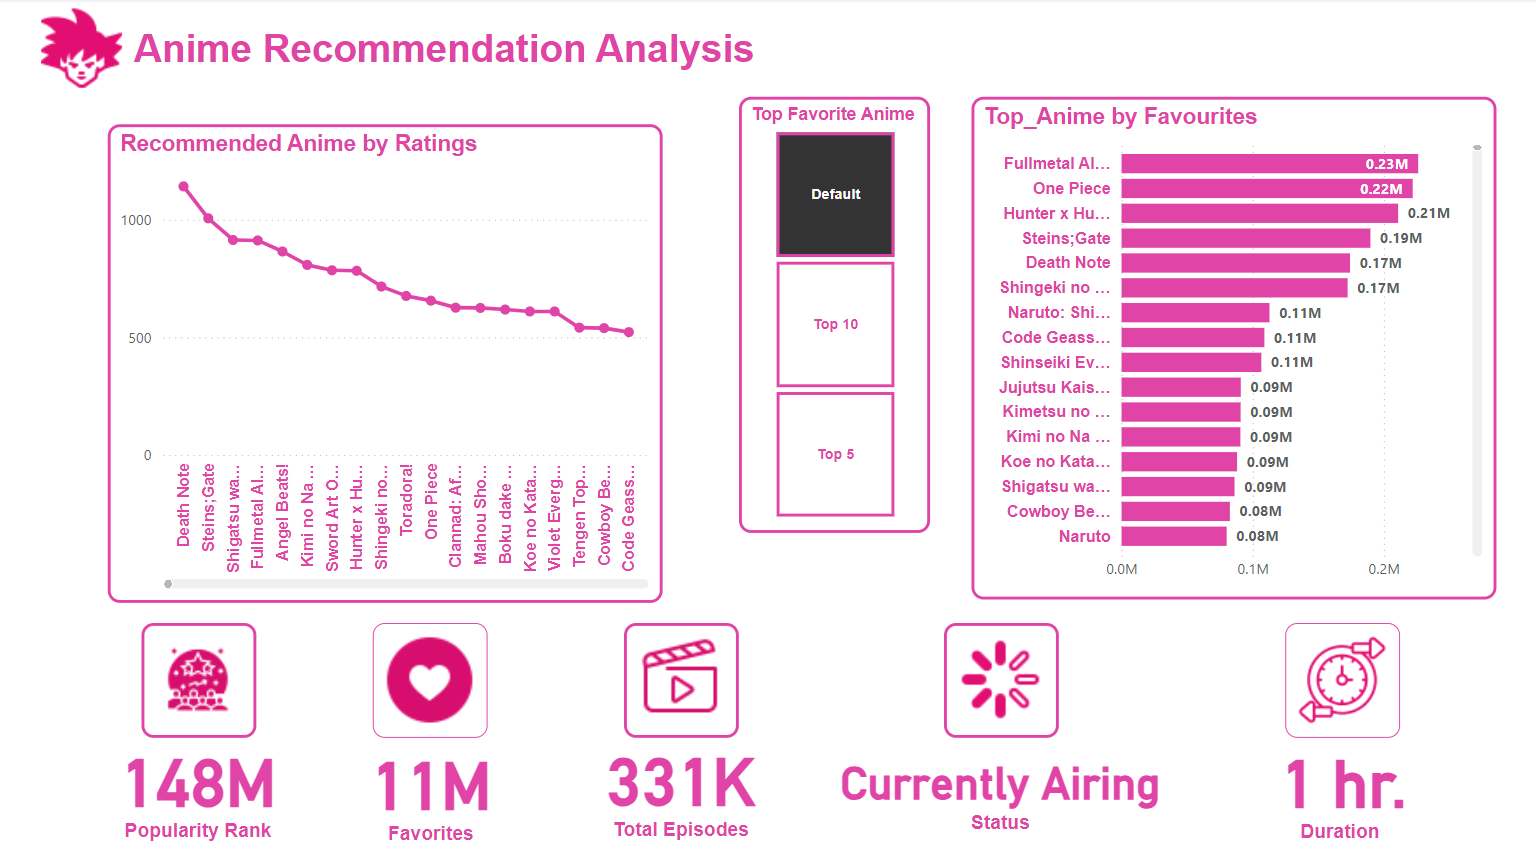 Anime Recommendation Analysis
Recommended Anime by Ratings
1000
500
0
Death Note
Steins;Gate
Shigatsu wa...
Fullmetal Al...
Angel Beats!
Kimi no Na ...
Sword Art O...
Hunter x Hu...
Shingeki no...
Toradora!
One Piece
Clannad: Af...
Mahou Sho...
Boku dake ...
Koe no Kata...
Violet Everg...
Tengen Top...
Cowboy Be...
Code Geass...
Top Favorite Anime
Default
Top 10
Top 5
Top_Anime by Favourites
Fullmetal Al... 0.23M
One Piece 0.22M
Hunter x Hu... 0.21M
Steins;Gate 0.19M
Death Note 0.17M
Shingeki no ... 0.17M
Naruto: Shi... 0.11M
Code Geass... 0.11M
Shinseiki Ev... 0.11M
Jujutsu Kais... 0.09M
Kimetsu no ... 0.09M
Kimi no Na ... 0.09M
Koe no Kata... 0.09M
Shigatsu wa... 0.09M
Cowboy Be... 0.08M
Naruto 0.08M
0.0M 0.1M 0.2M
148M
Popularity Rank
11M
Favorites
331K
Total Episodes
Currently Airing
Status
1 hr.
Duration